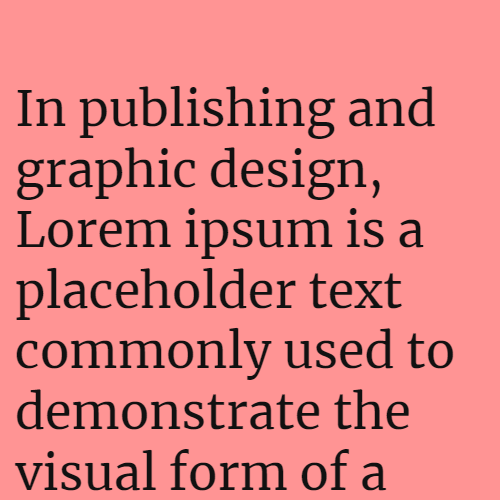 In publishing and
graphic design,
Lorem ipsum is a
placeholder text
commonly used to
demonstrate the
visual form of a